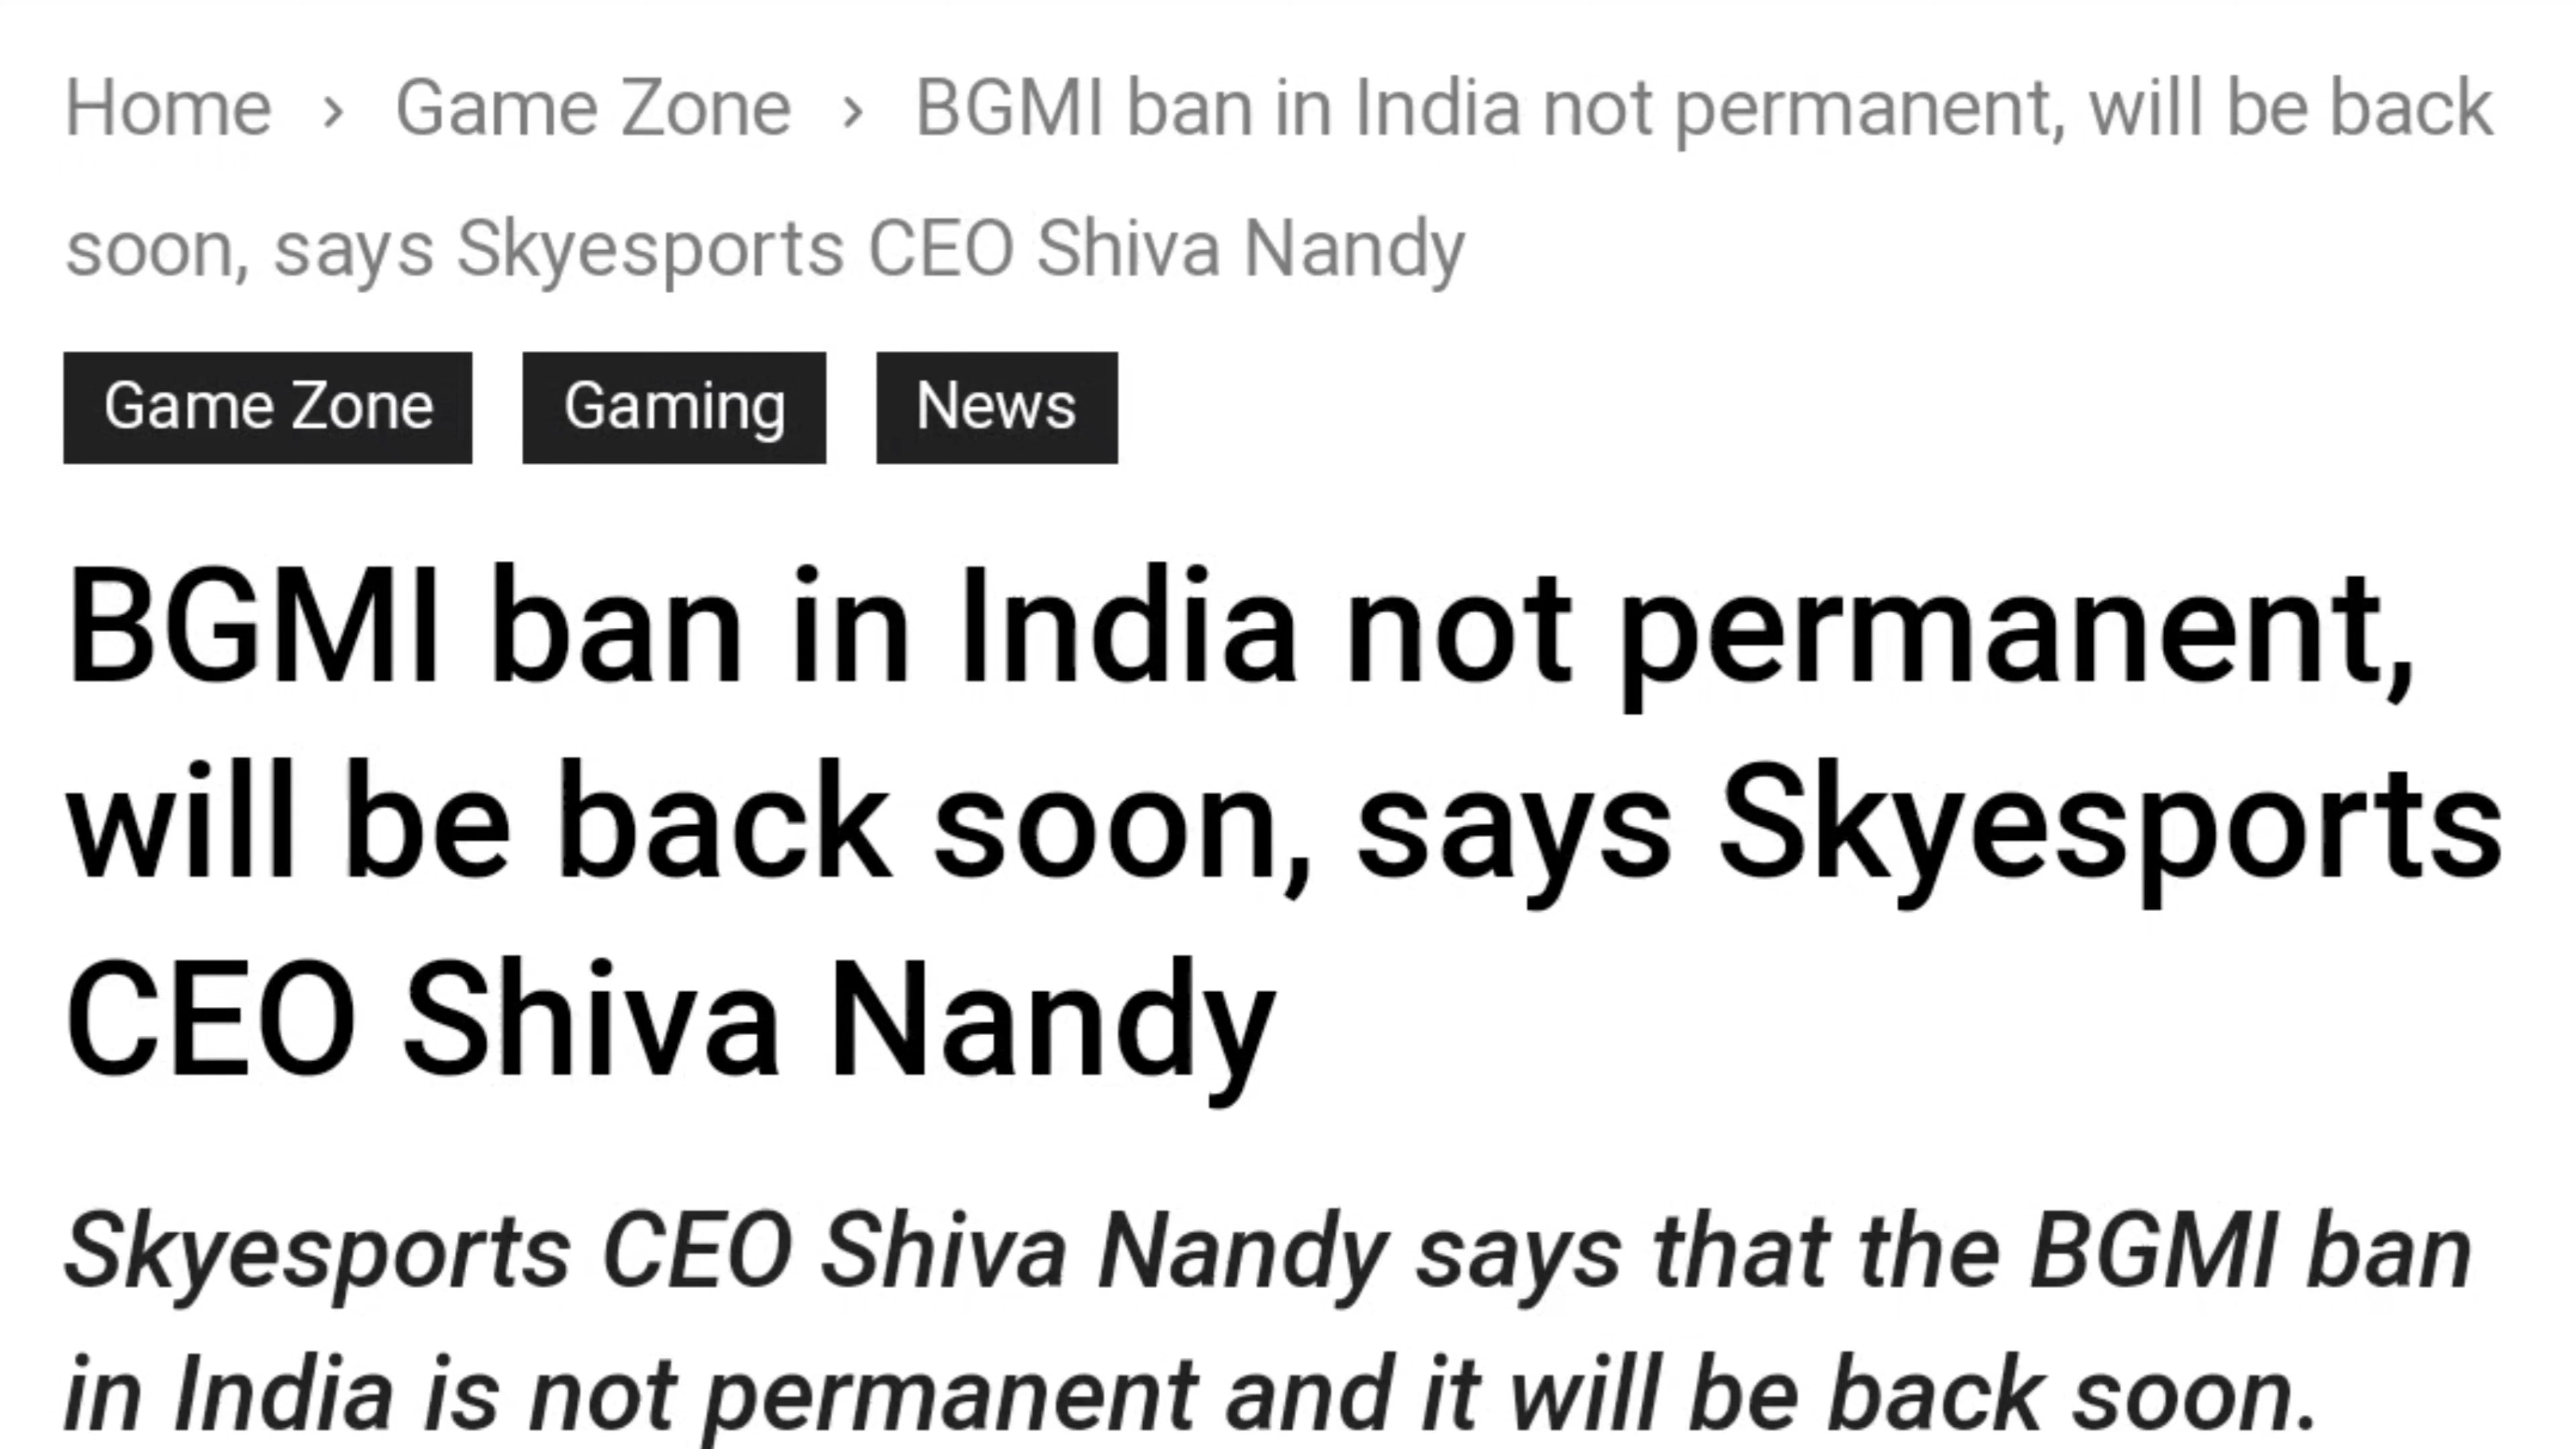 Home › Game Zone › BGMI ban in India not permanent, will be back
soon, says Skyesports CEO Shiva Nandy
Game Zone Gaming News
BGMI ban in India not permanent,
will be back soon, says Skyesports
CEO Shiva Nandy
Skyesports CEO Shiva Nandy says that the BGMI ban
in India is not permanent and it will be back soon.